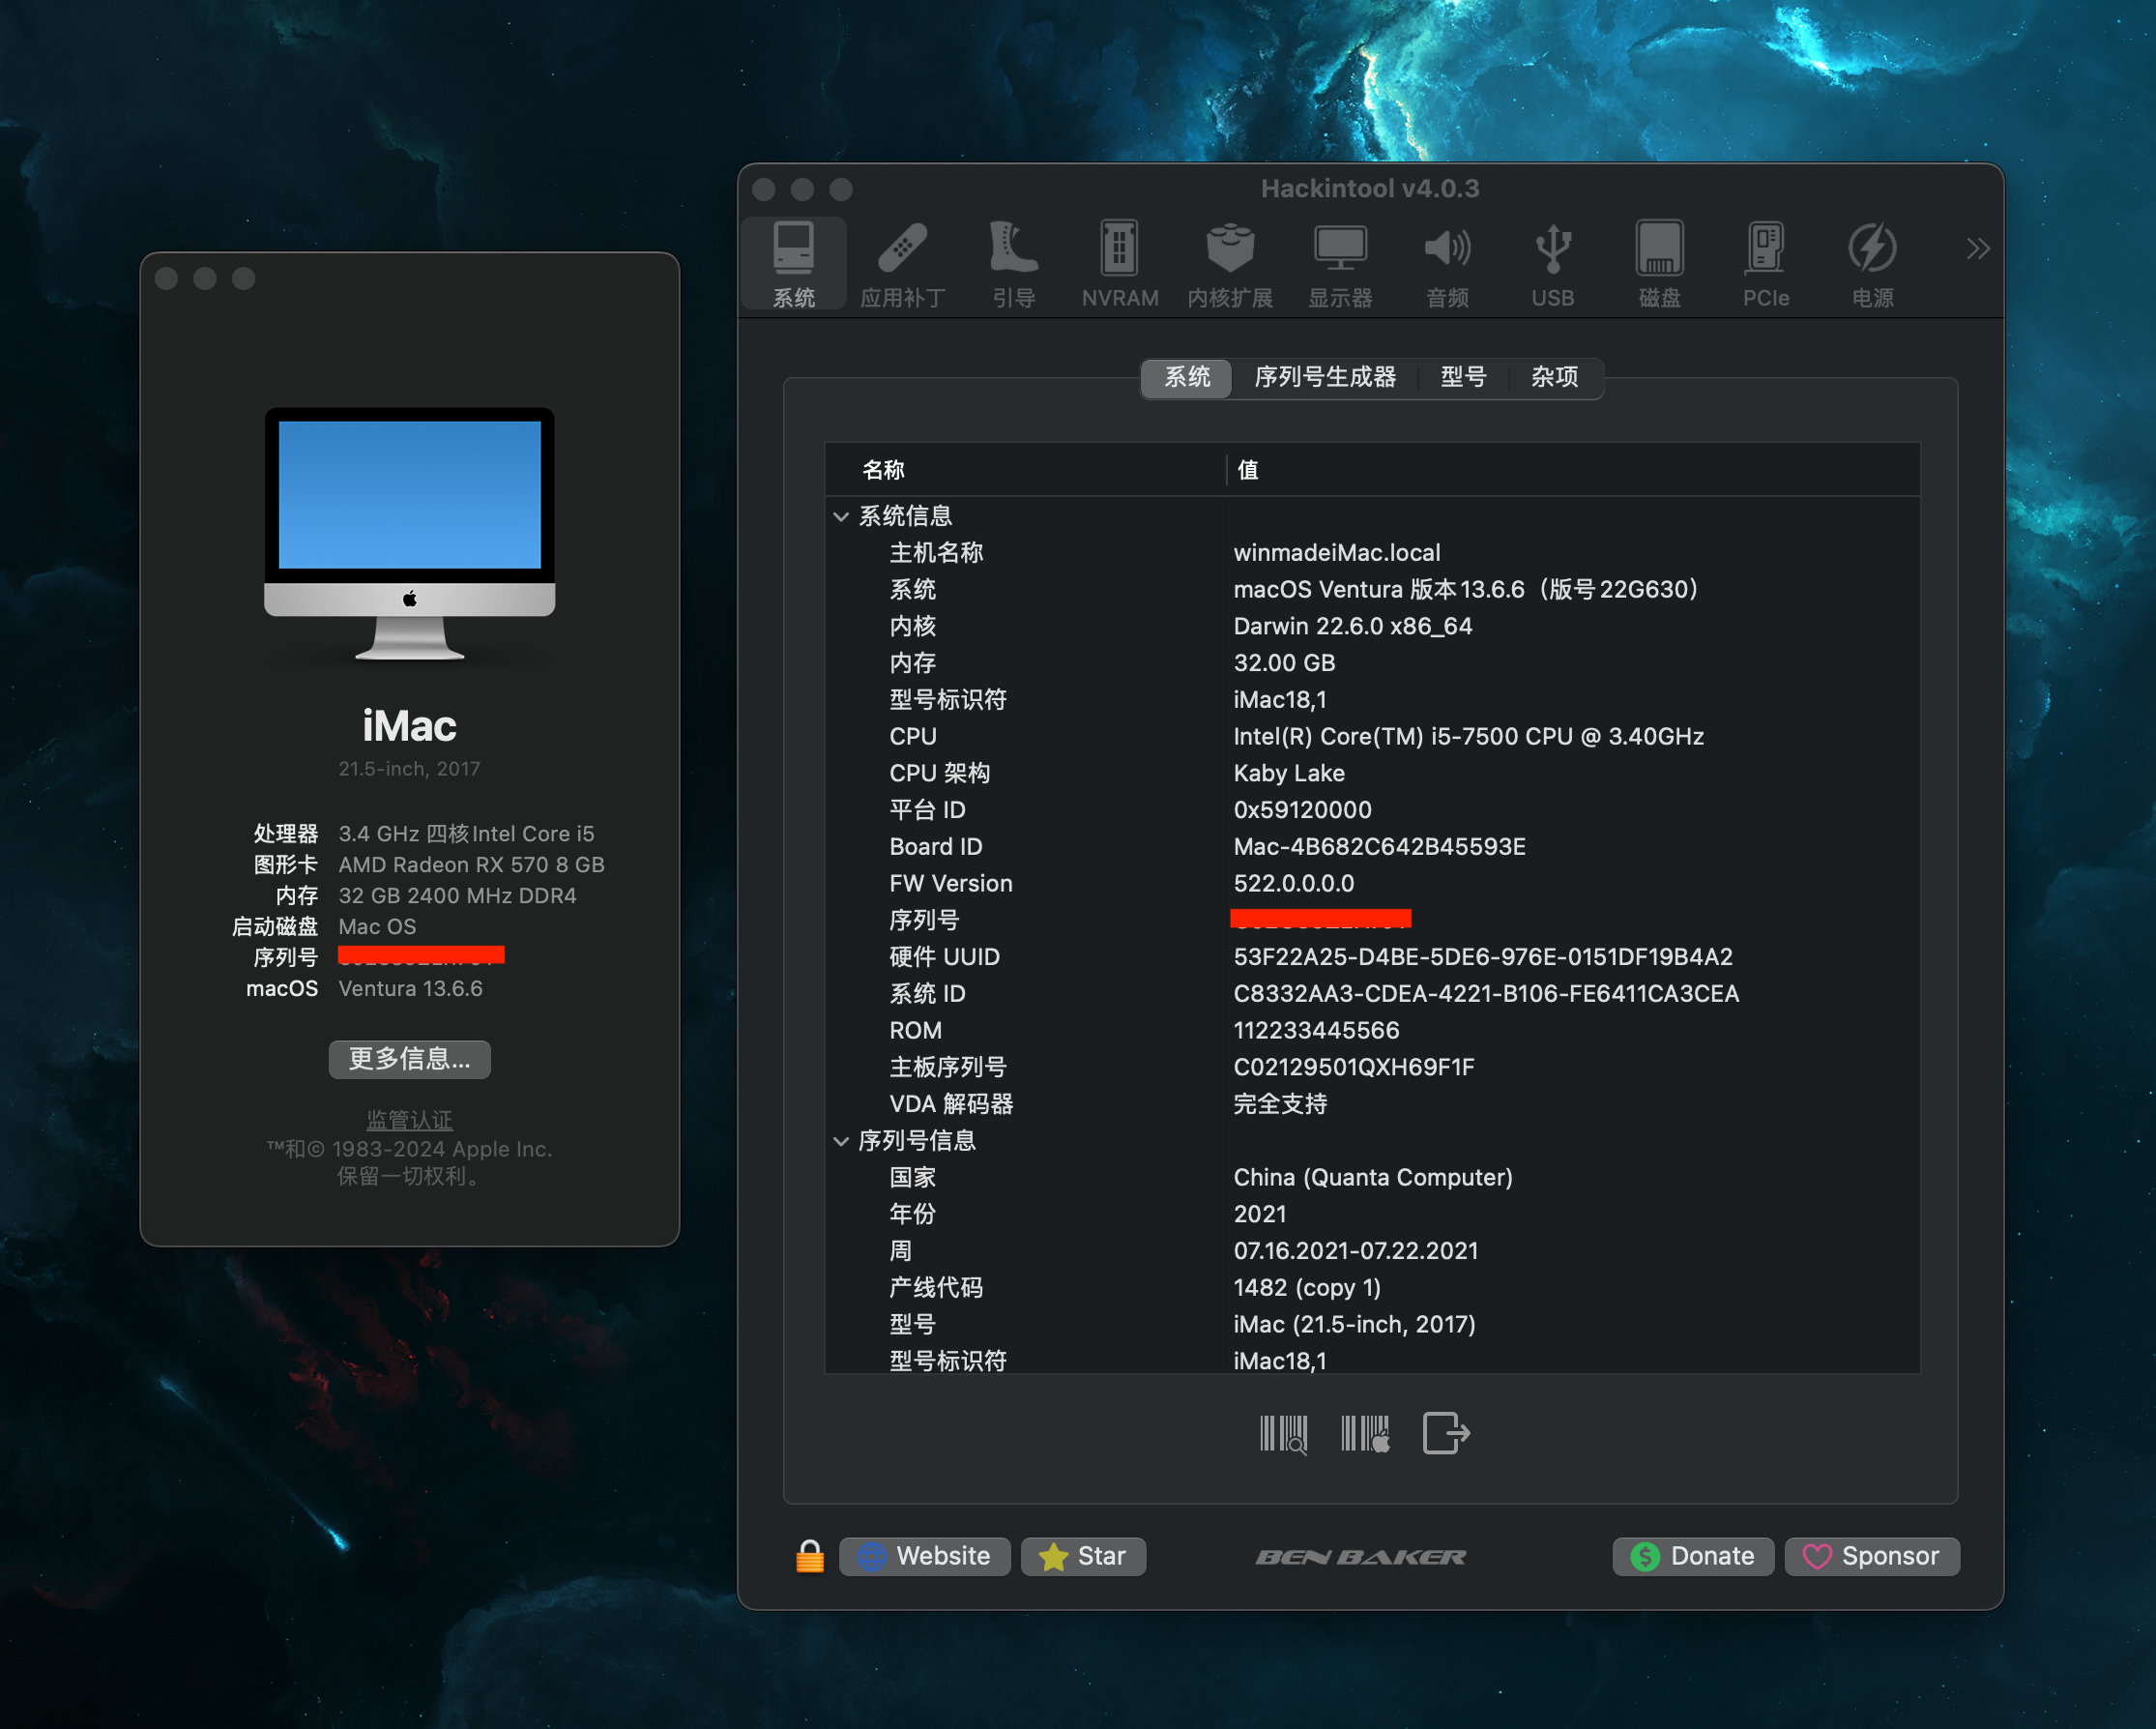 iMac
21.5-inch, 2017
处理器 3.4 GHz 四核Intel Core i5
图形卡 AMD Radeon RX 570 8 GB
内存 32 GB 2400 MHz DDR4
启动磁盘 Mac OS
序列号
macOS Ventura 13.6.6
更多信息...
监管认证
™和© 1983-2024 Apple Inc.
保留一切权利。
Hackintool v4.0.3
系统 应用补丁 引导 NVRAM 内核扩展 显示器 音频 USB 磁盘 PCIe 电源
系统 序列号生成器 型号 杂项
名称 值
系统信息
主机名称 winmadeiMac.local
系统 macOS Ventura 版本13.6.6（版号22G630）
内核 Darwin 22.6.0 x86_64
内存 32.00 GB
型号标识符 iMac18,1
CPU Intel(R) Core(TM) i5-7500 CPU @ 3.40GHz
CPU 架构 Kaby Lake
平台 ID 0x59120000
Board ID Mac-4B682C642B45593E
FW Version 522.0.0.0.0
序列号
硬件 UUID 53F22A25-D4BE-5DE6-976E-0151DF19B4A2
系统 ID C8332AA3-CDEA-4221-B106-FE6411CA3CEA
ROM 112233445566
主板序列号 C02129501QXH69F1F
VDA 解码器 完全支持
序列号信息
国家 China (Quanta Computer)
年份 2021
周 07.16.2021-07.22.2021
产线代码 1482 (copy 1)
型号 iMac (21.5-inch, 2017)
型号标识符 iMac18,1
Website Star BEN BAKER Donate Sponsor